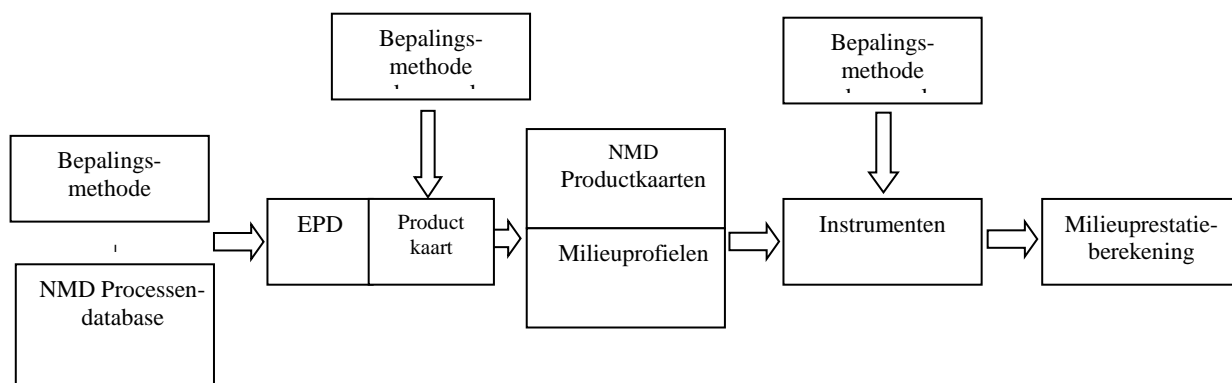 Bepalings-
methode
Bepalings-
methode
Bepalings-
methode
NMD Processen-
database
EPD
Product
kaart
NMD
Productkaarten
Milieuprofielen
Instrumenten
Milieuprestatie-
berekening